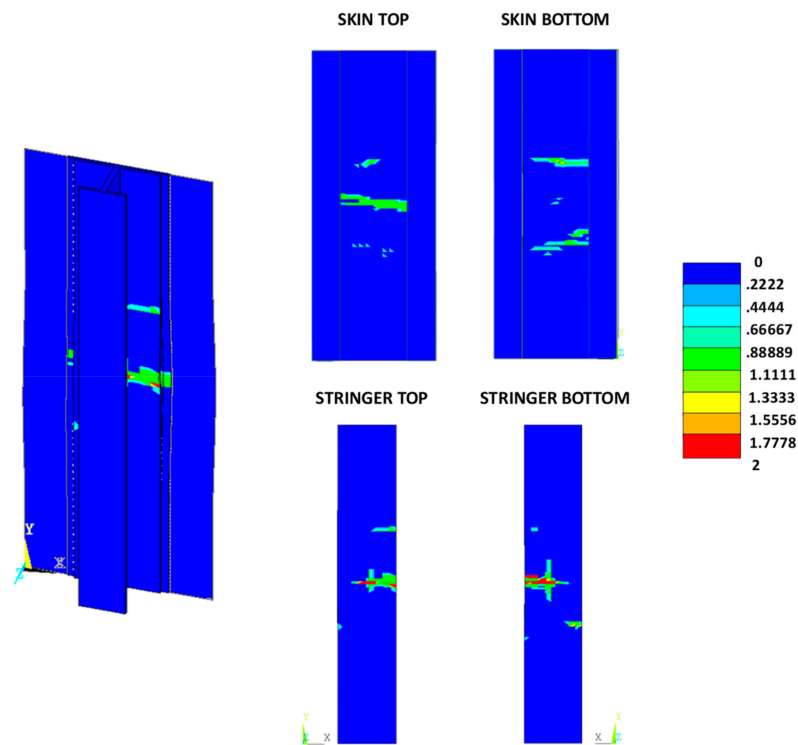 SKIN TOP
SKIN BOTTOM
0
.2222
.4444
.66667
.88889
1.1111
1.3333
1.5556
1.7778
2
Y
Z
STRINGER TOP
STRINGER BOTTOM
Y
X
Z
Y
Z
X
Y
X
Z